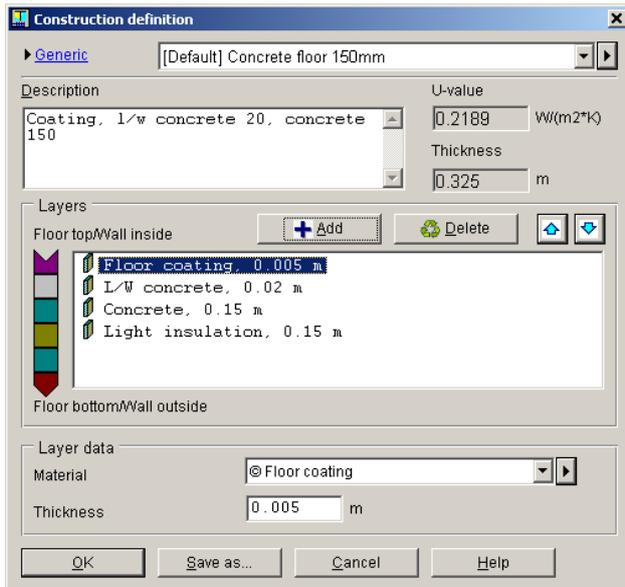 Construction definition
Generic
[Default] Concrete floor 150mm
Description
U-value
Coating, l/w concrete 20, concrete
150
0.2189 W/(m2*K)
Thickness
0.325 m
Layers
Floor top/Wall inside
Add
Delete
Floor coating, 0.005 m
L/W concrete, 0.02 m
Concrete, 0.15 m
Light insulation, 0.15 m
Floor bottom/Wall outside
Layer data
Material
© Floor coating
Thickness
0.005 m
OK
Save as...
Cancel
Help